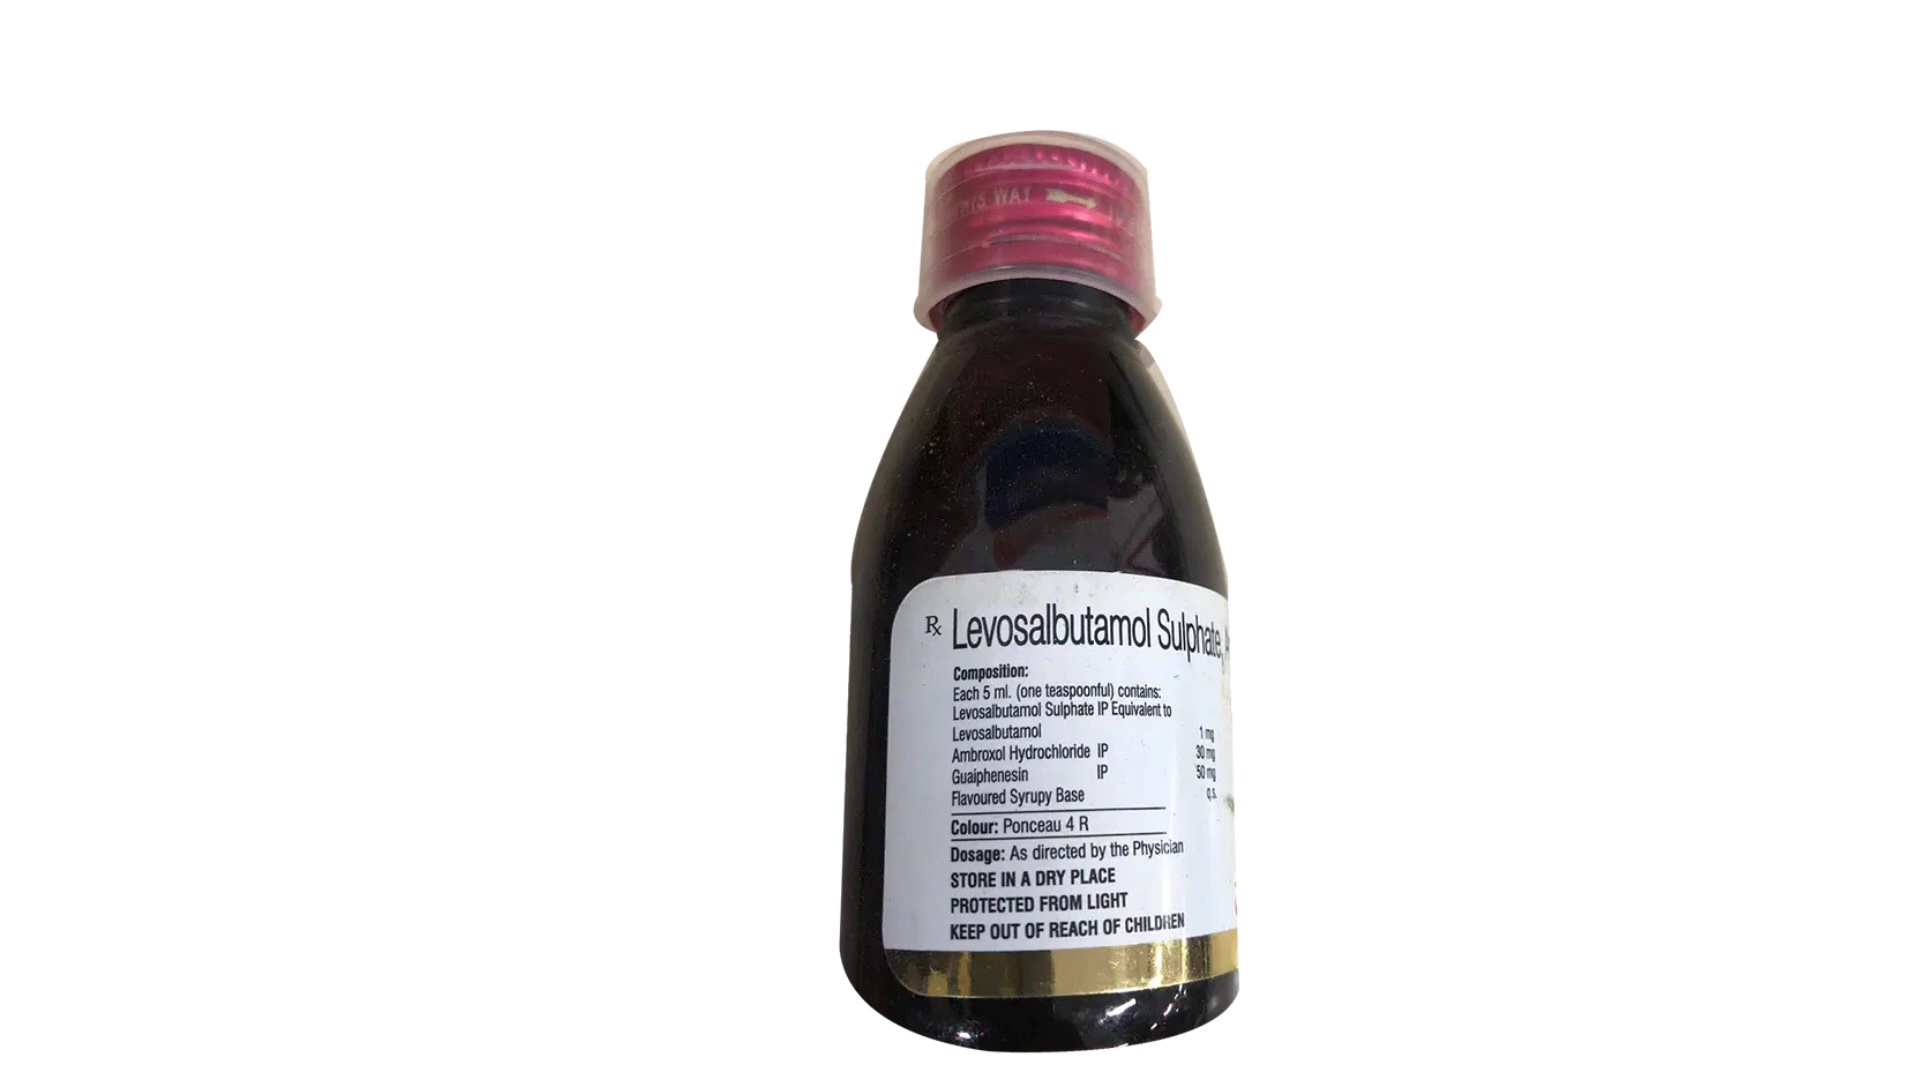 THIS WAY
Rx Levosalbutamol Sulphate,
Composition:
Each 5 ml. (one teaspoonful) contains:
Levosalbutamol Sulphate IP Equivalent to
Levosalbutamol 1 mg
Ambroxol Hydrochloride IP 30 mg
Guaiphenesin IP 50 mg
Flavoured Syrupy Base q.s.
Colour: Ponceau 4 R
Dosage: As directed by the Physician
STORE IN A DRY PLACE
PROTECTED FROM LIGHT
KEEP OUT OF REACH OF CHILDREN